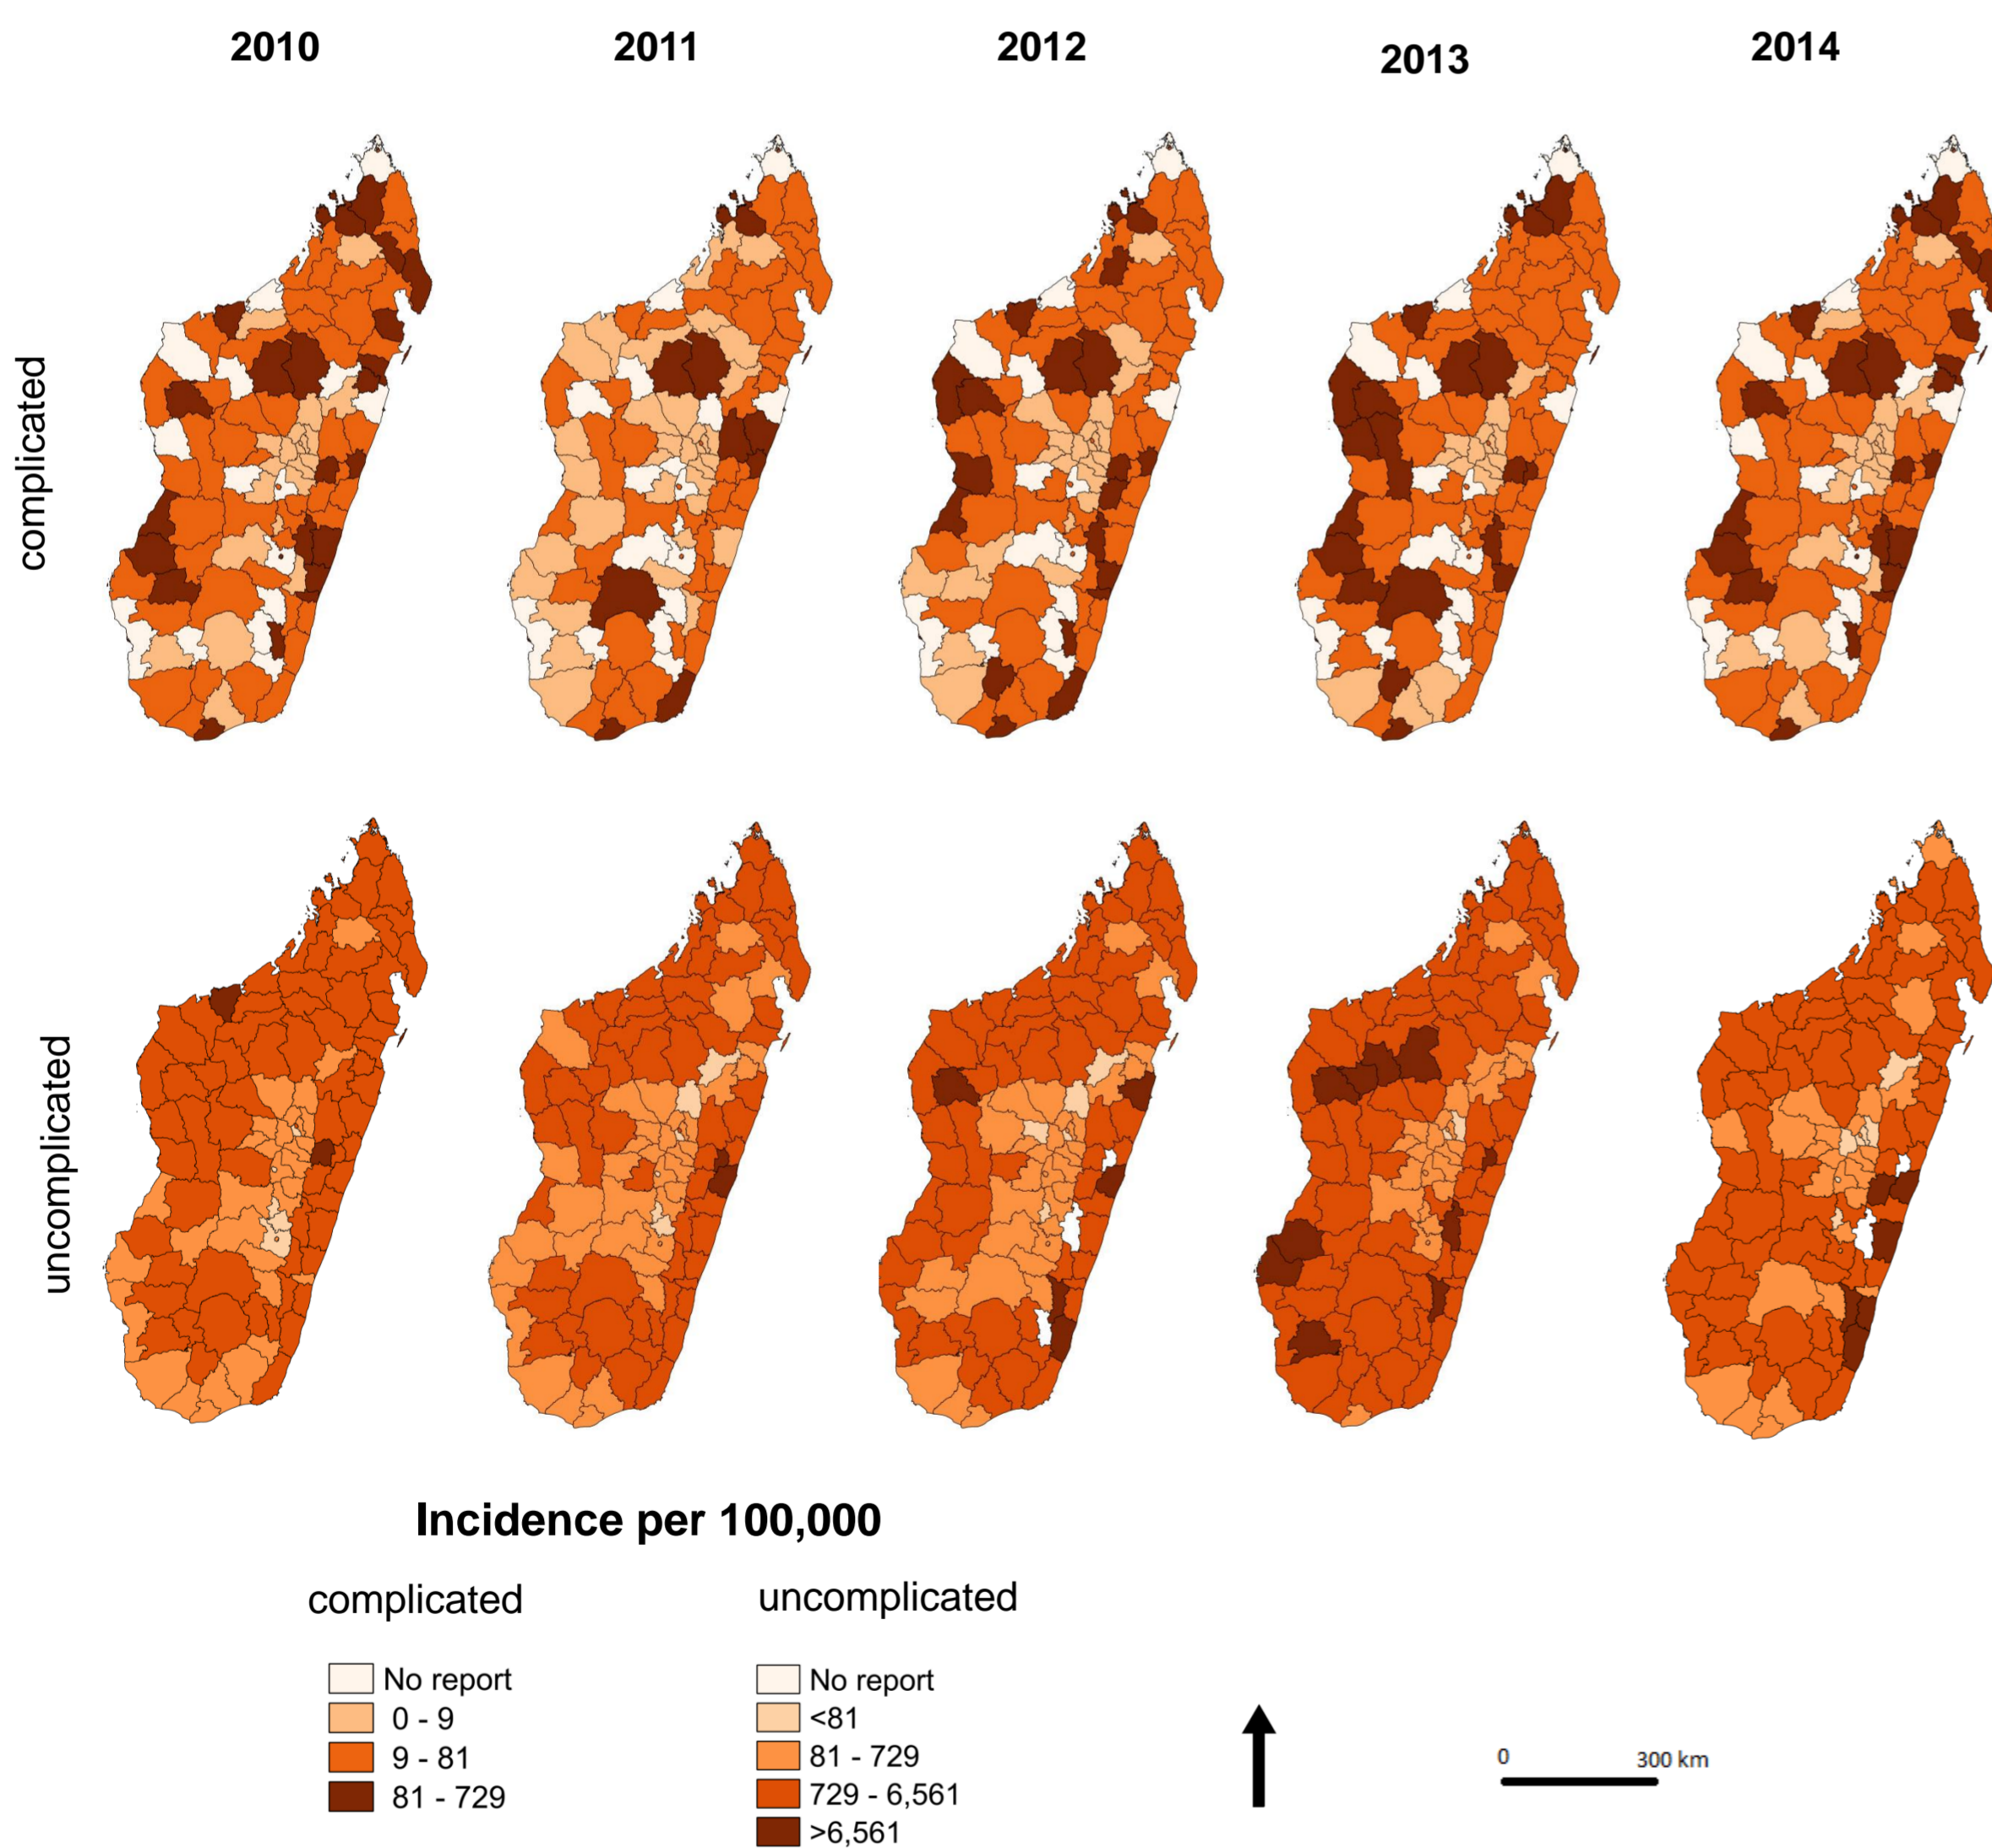 2010 2011 2012 2013 2014
complicated
uncomplicated
Incidence per 100,000
complicated
No report
0 - 9
9 - 81
81 - 729
uncomplicated
No report
<81
81 - 729
729 - 6,561
>6,561
0 300 km